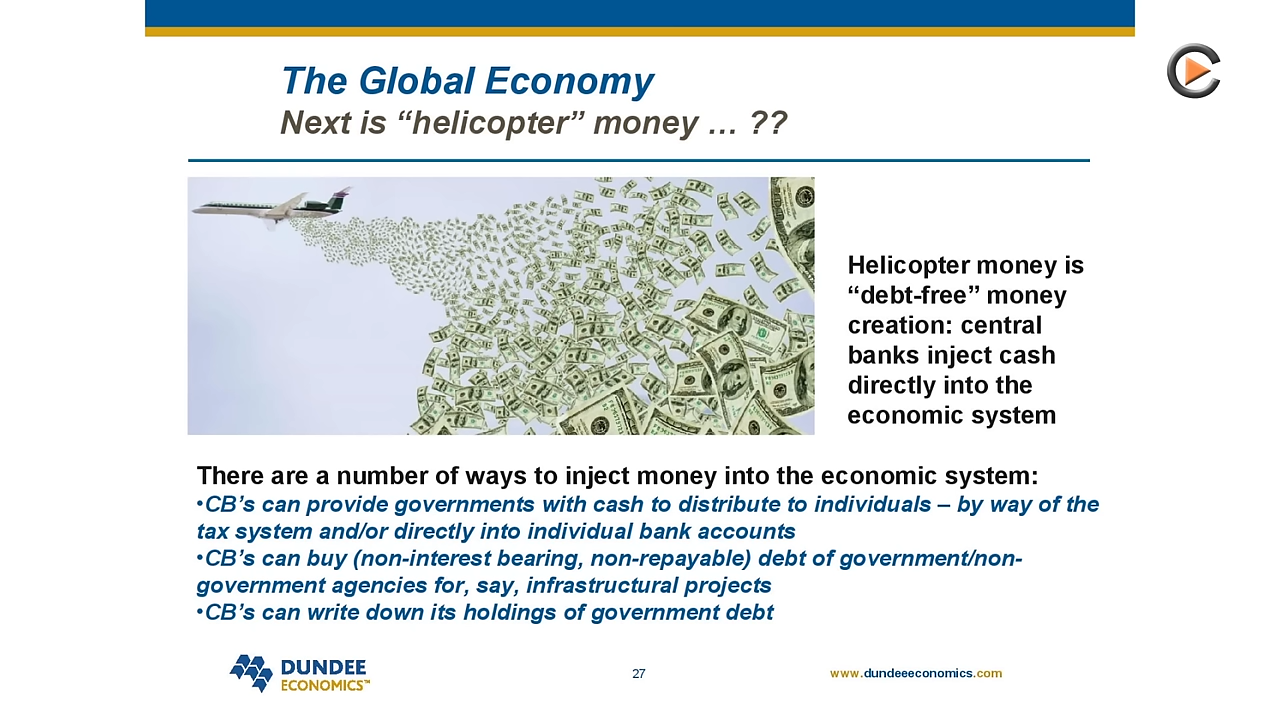 The Global Economy
Next is “helicopter” money … ??
Helicopter money is
“debt-free” money
creation: central
banks inject cash
directly into the
economic system
There are a number of ways to inject money into the economic system:
•CB’s can provide governments with cash to distribute to individuals – by way of the
tax system and/or directly into individual bank accounts
•CB’s can buy (non-interest bearing, non-repayable) debt of government/non-
government agencies for, say, infrastructural projects
•CB’s can write down its holdings of government debt
DUNDEE
ECONOMICS™
27
www.dundeeeconomics.com